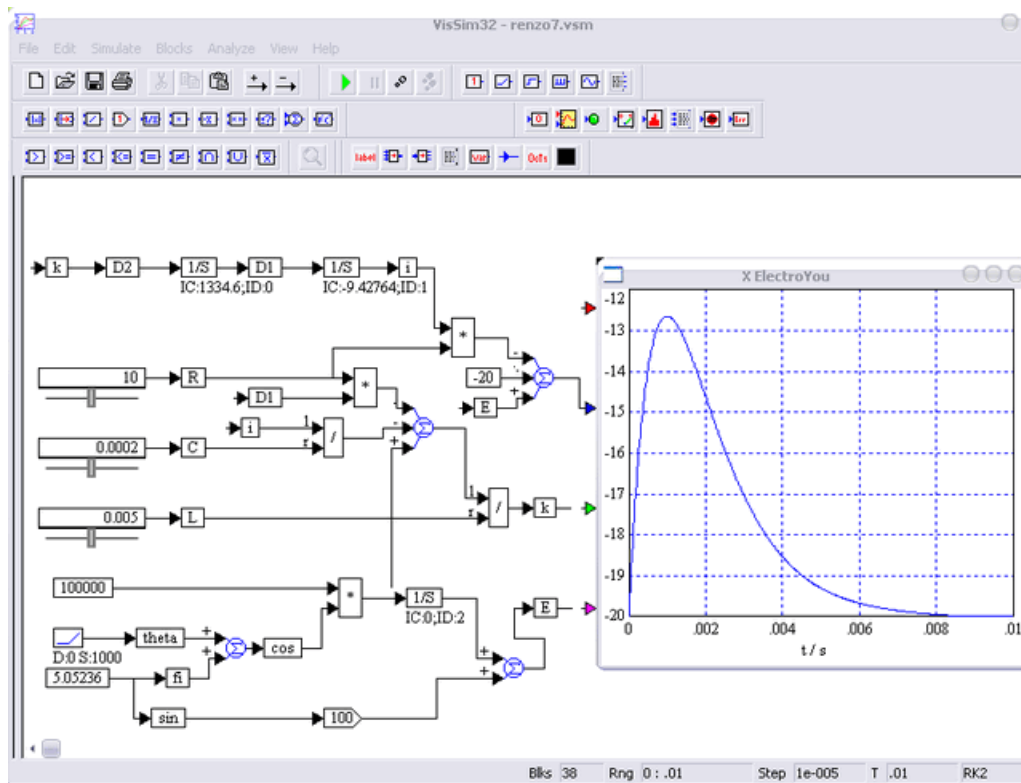 VisSim32 - renzo7.vsm
File Edit Simulate Blocks Analyze View Help
k D2 1/S D1 1/S i
IC:1334.6;ID:0 IC:-9.42764;ID:1
*
10 R * -20 Σ
D1 E
i l / Σ
0.0002 r C
0.005 L l r / k
100000 * 1/S E
IC:0;ID:2
theta Σ cos
D:0 S:1000
5.05236 fi Σ
sin 100
X ElectroYou
-12
-13
-14
-15
-16
-17
-18
-19
-20
0 .002 .004 .006 .008 .01
t / s
Blks 38 Rng 0 : .01 Step 1e-005 T .01 RK2